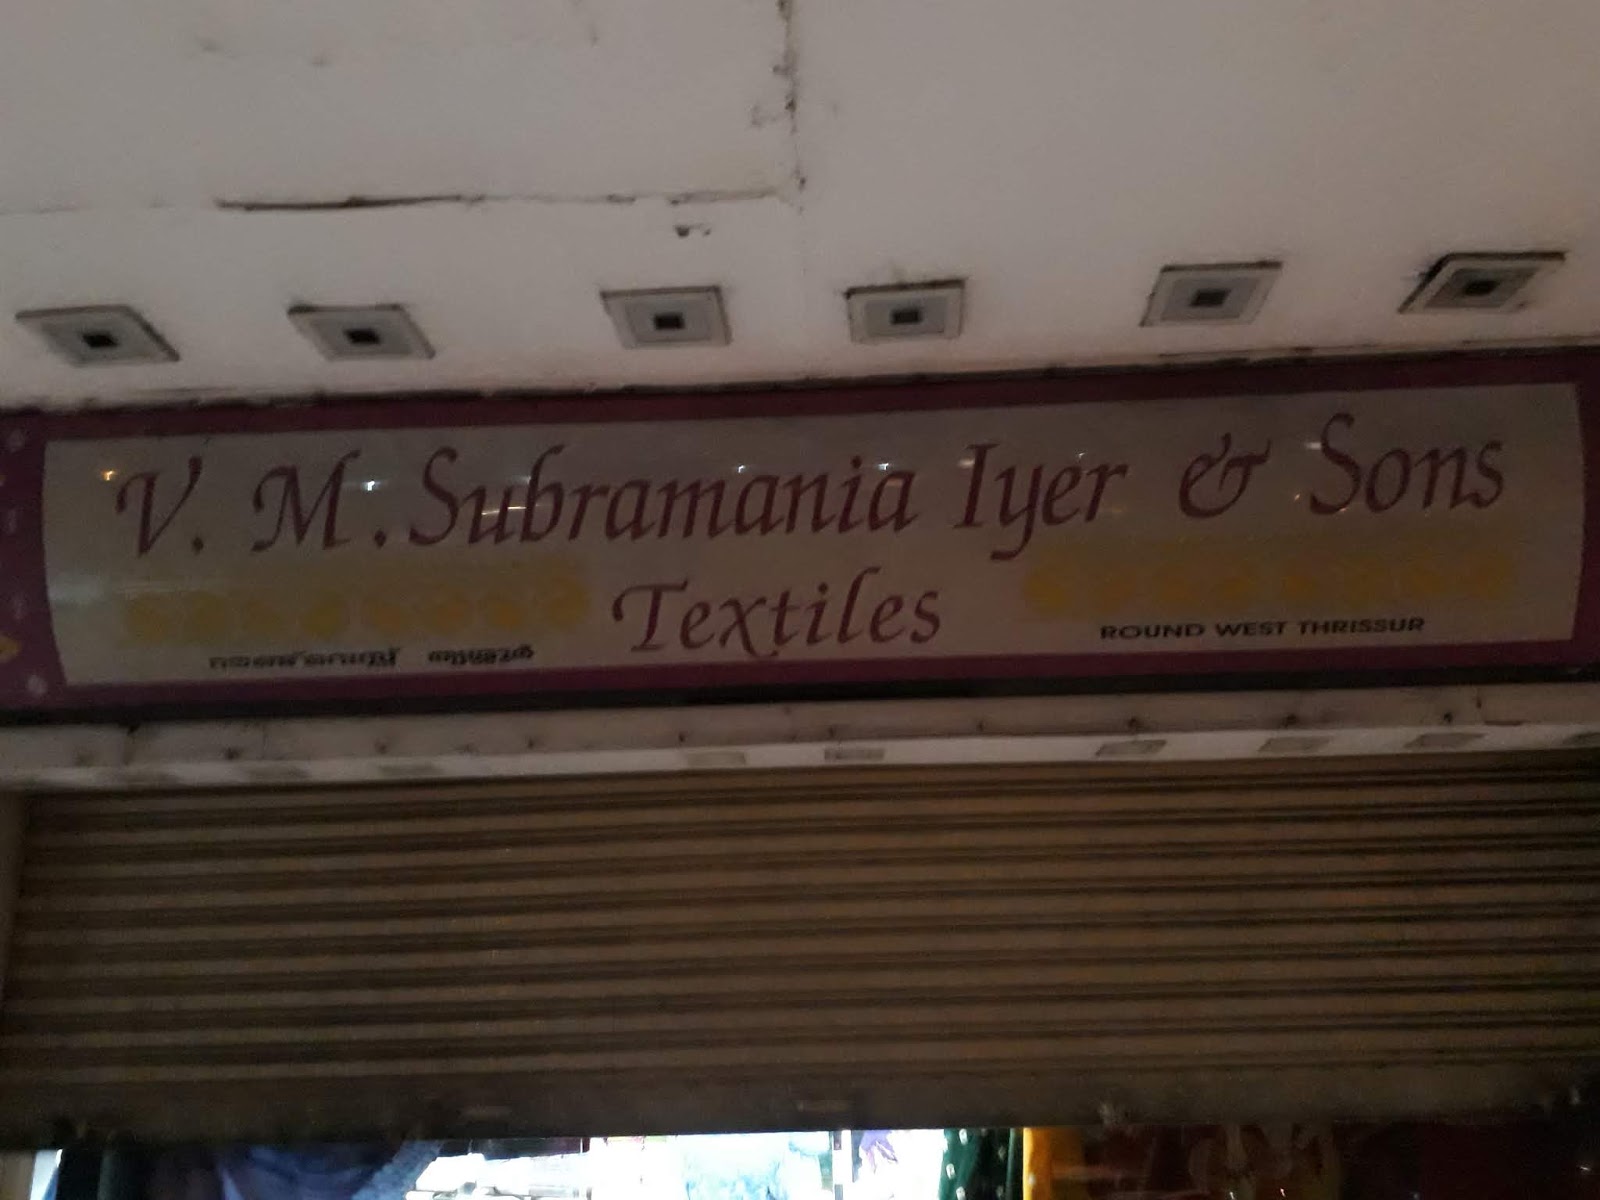 V. M. Subramania Iyer & Sons
Textiles
റൌണ്ട് വെസ്റ്റ് തൃശ്ശൂർ
ROUND WEST THRISSUR